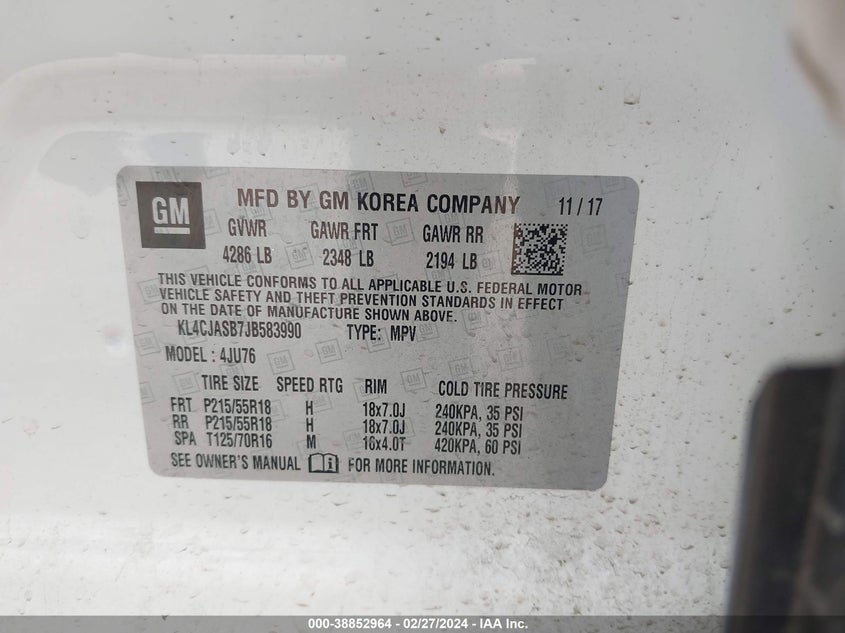 GM MFD BY GM KOREA COMPANY 11 / 17
GVWR GAWR FRT GAWR RR
4286 LB 2348 LB 2194 LB
THIS VEHICLE CONFORMS TO ALL APPLICABLE U.S. FEDERAL MOTOR
VEHICLE SAFETY AND THEFT PREVENTION STANDARDS IN EFFECT
ON THE DATE OF MANUFACTURE SHOWN ABOVE.
KL4CJASB7JB583990 TYPE: MPV
MODEL : 4JU76
TIRE SIZE SPEED RTG RIM COLD TIRE PRESSURE
FRT P215/55R18 H 18x7.0J 240KPA, 35 PSI
RR P215/55R18 H 18x7.0J 240KPA, 35 PSI
SPA T125/70R16 M 16x4.0T 420KPA, 60 PSI
SEE OWNER'S MANUAL FOR MORE INFORMATION.
000-38852964 - 02/27/2024 - IAA Inc.